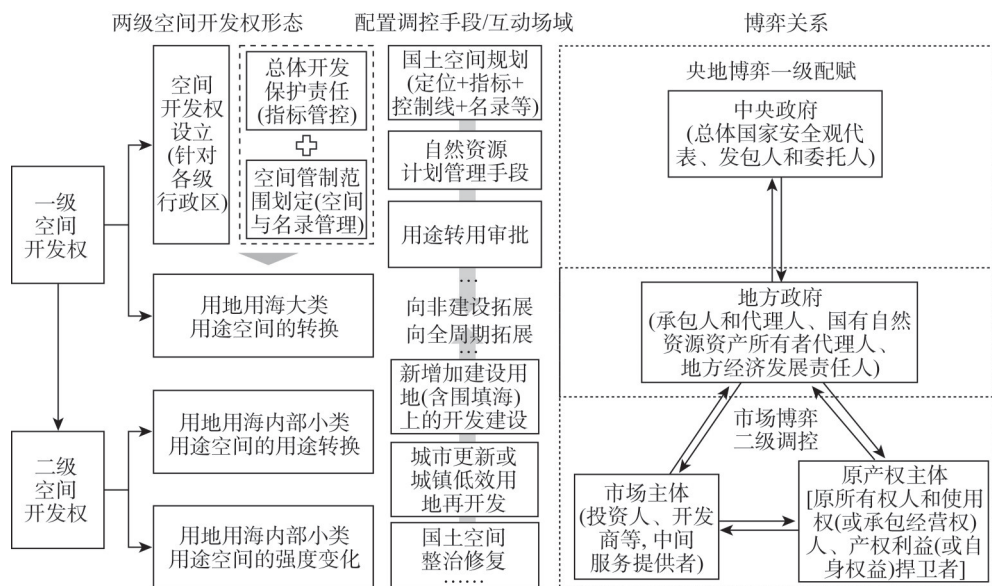 两级空间开发权形态
配置调控手段/互动场域
博弈关系
一级
空间
开发权
二级
空间
开发权
空间
开发权
设立
(针对
各级
行政区)
总体开发
保护责任
(指标管控)
空间管制范
围划定(空间
与名录管理)
用地用海大类
用途空间的转换
用地用海内部小类
用途空间的用途转换
用地用海内部小类
用途空间的强度变化
国土空间规划
(定位+指标+
控制线+名录等)
自然资源
计划管理手段
用途转用审批
…
向非建设拓展
向全周期拓展
…
新增加建设用
地(含围填海)
上的开发建设
城市更新或
城镇低效用
地再开发
国土空间
整治修复
……
央地博弈一级配赋
中央政府
(总体国家安全观代
表、发包人和委托人)
地方政府
(承包人和代理人、国有自然
资源资产所有者代理人、
地方经济发展责任人)
市场博弈
二级调控
市场主体
(投资人、开发
商等, 中间
服务提供者)
原产权主体
[原所有权人和使用
权(或承包经营权)
人、产权利益(或自
身权益)捍卫者]